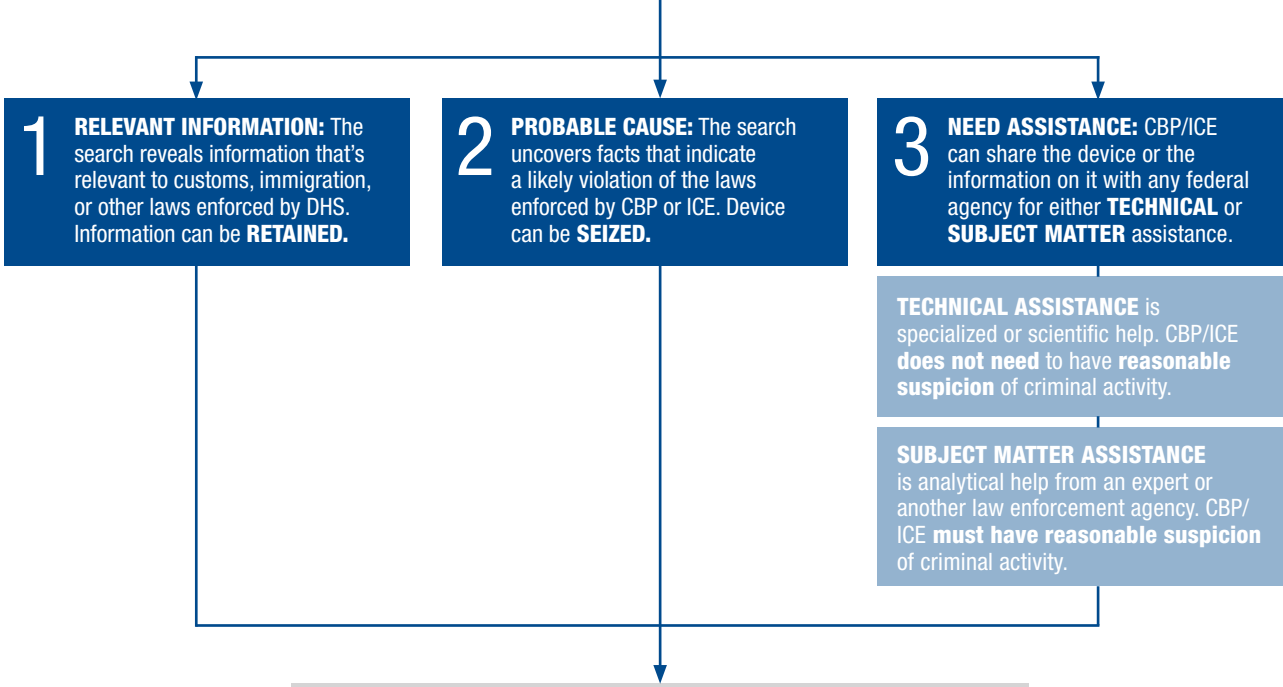 1
RELEVANT INFORMATION: The
search reveals information that's
relevant to customs, immigration,
or other laws enforced by DHS.
Information can be RETAINED.
2
PROBABLE CAUSE: The search
uncovers facts that indicate
a likely violation of the laws
enforced by CBP or ICE. Device
can be SEIZED.
3
NEED ASSISTANCE: CBP/ICE
can share the device or the
information on it with any federal
agency for either TECHNICAL or
SUBJECT MATTER assistance.
TECHNICAL ASSISTANCE is
specialized or scientific help. CBP/ICE
does not need to have reasonable
suspicion of criminal activity.
SUBJECT MATTER ASSISTANCE
is analytical help from an expert or
another law enforcement agency. CBP/
ICE must have reasonable suspicion
of criminal activity.